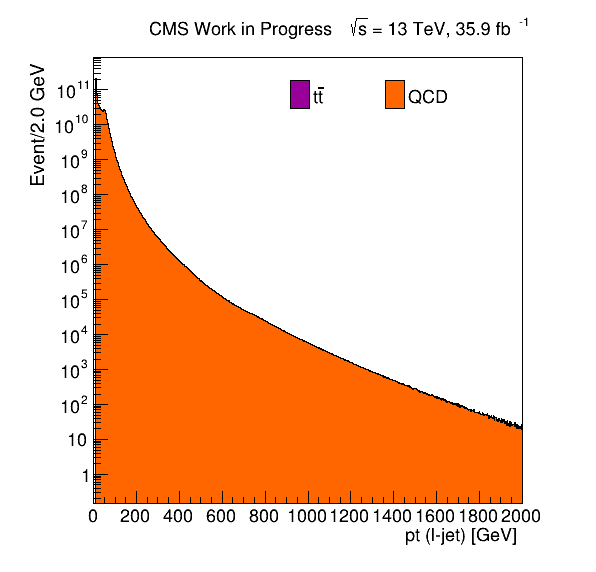 CMS Work in Progress √s = 13 TeV, 35.9 fb⁻¹
Event/2.0 GeV
tt̄ QCD
10¹¹
10¹⁰
10⁹
10⁸
10⁷
10⁶
10⁵
10⁴
10³
10²
10
1
0 200 400 600 800 1000 1200 1400 1600 1800 2000
pt (l-jet) [GeV]